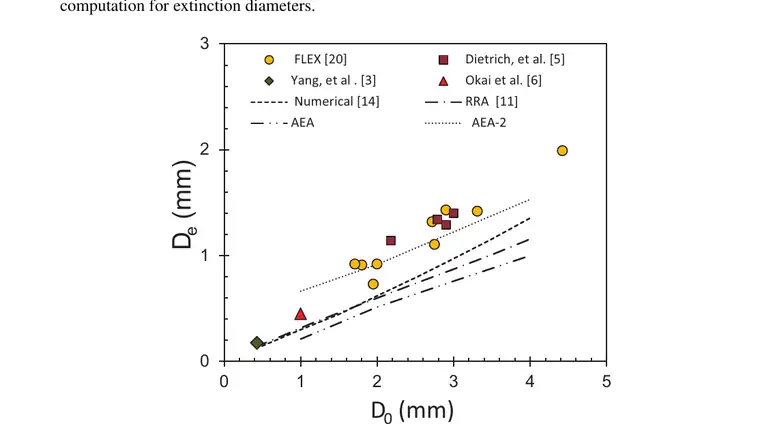 computation for extinction diameters.
3
FLEX [20] Dietrich, et al. [5]
Yang, et al . [3] Okai et al. [6]
Numerical [14] RRA [11]
AEA AEA-2
2
Dₑ (mm)
1
0
0 1 2 3 4 5
D₀ (mm)